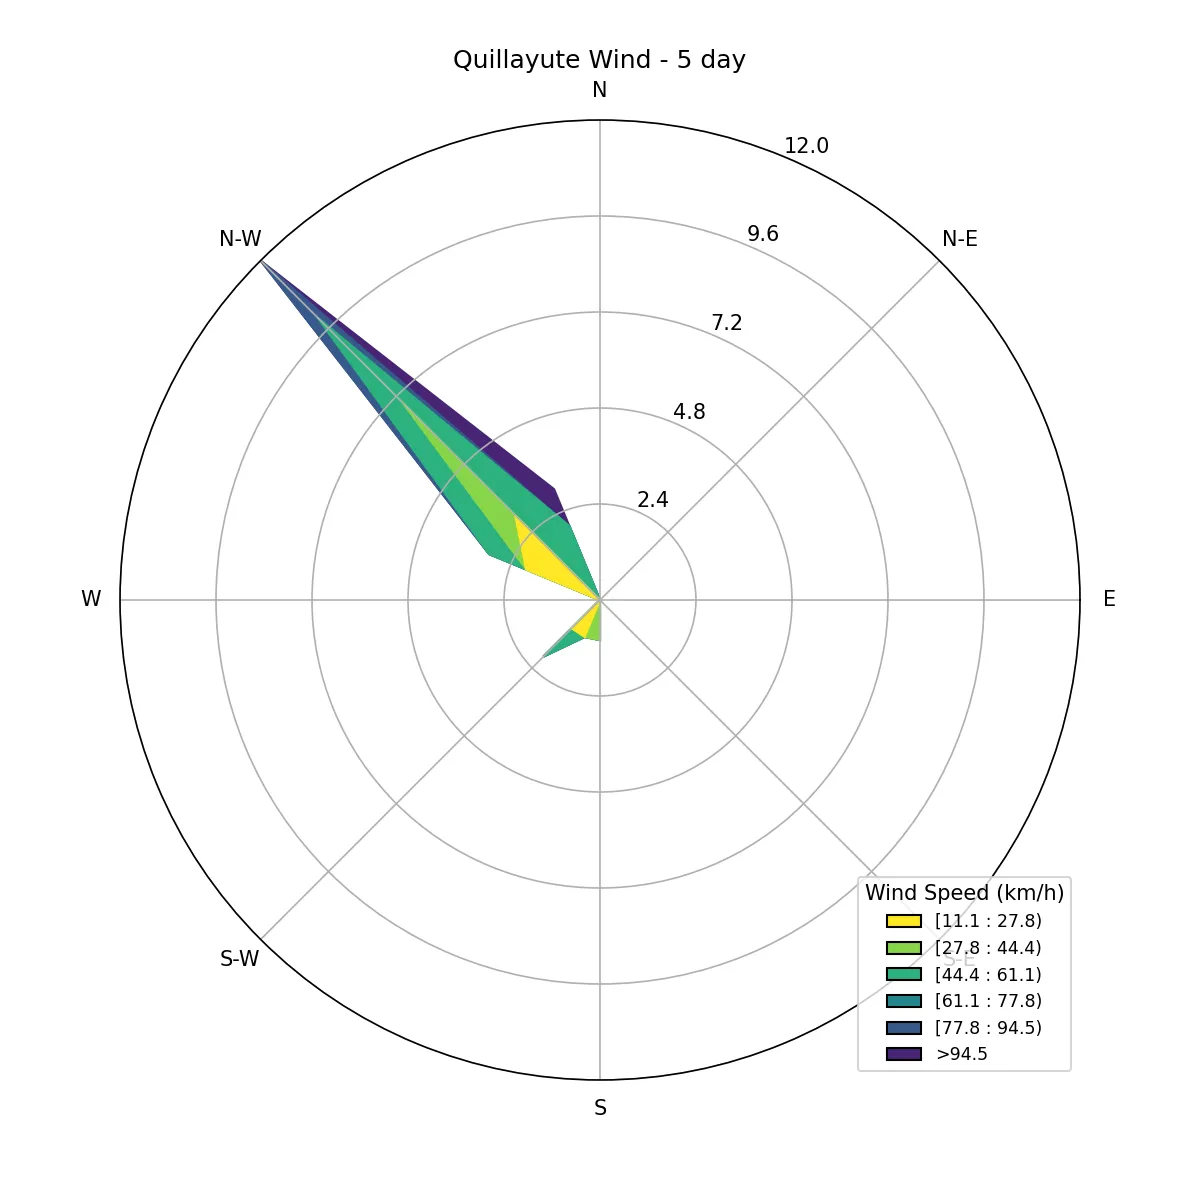 Quillayute Wind - 5 day
N
12.0
N-W
9.6
N-E
7.2
4.8
2.4
W
E
S-W
S-E
S
Wind Speed (km/h)
[11.1 : 27.8)
[27.8 : 44.4)
[44.4 : 61.1)
[61.1 : 77.8)
[77.8 : 94.5)
>94.5